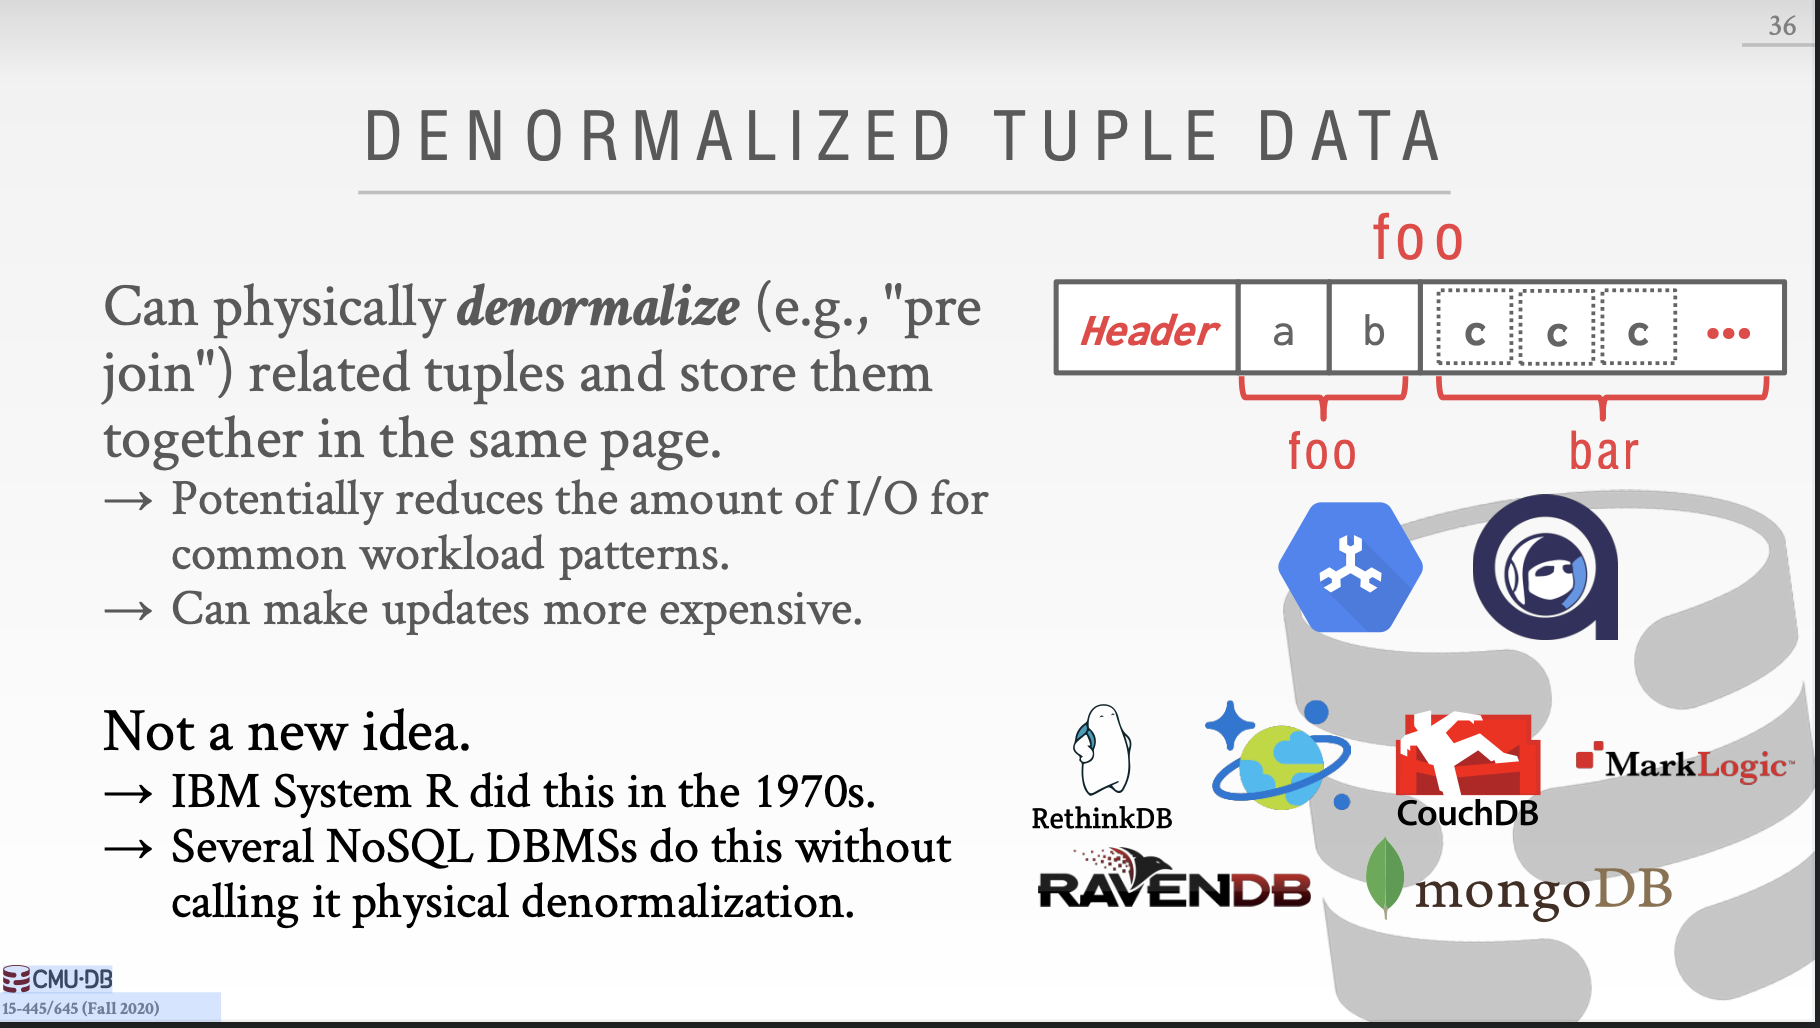 36
DENORMALIZED TUPLE DATA
Can physically denormalize (e.g., "pre
join") related tuples and store them
together in the same page.
→ Potentially reduces the amount of I/O for
common workload patterns.
→ Can make updates more expensive.
Not a new idea.
→ IBM System R did this in the 1970s.
→ Several NoSQL DBMSs do this without
calling it physical denormalization.
foo
Header a b c c c •••
foo bar
RethinkDB
CouchDB
MarkLogic™
RAVENDB
mongoDB
CMU·DB
15-445/645 (Fall 2020)